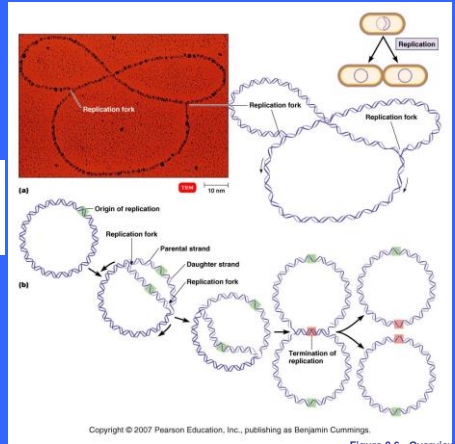 Replication
Replication fork
Replication fork
Replication fork
(a)
TEM
10 nm
Origin of replication
Replication fork
Parental strand
Daughter strand
Replication fork
(b)
Termination of
replication
Copyright © 2007 Pearson Education, Inc., publishing as Benjamin Cummings.